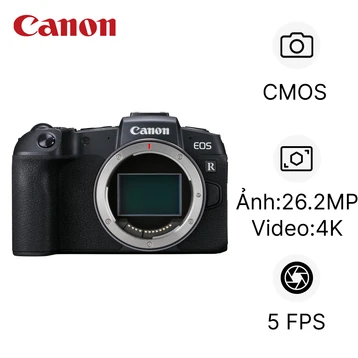 Canon
CMOS
Canon
EOS
R
Ảnh:26.2MP
Video:4K
5 FPS